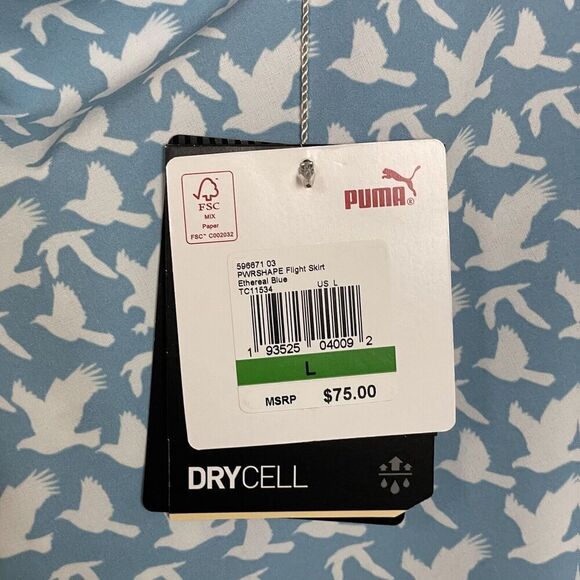 FSC
MIX
Paper
FSC™ C002032
PUMA®
596671 03
PWRSHAPE Flight Skirt
Ethereal Blue
TC11534
US L
1 93525 04009 2
L
MSRP $75.00
DRYCELL